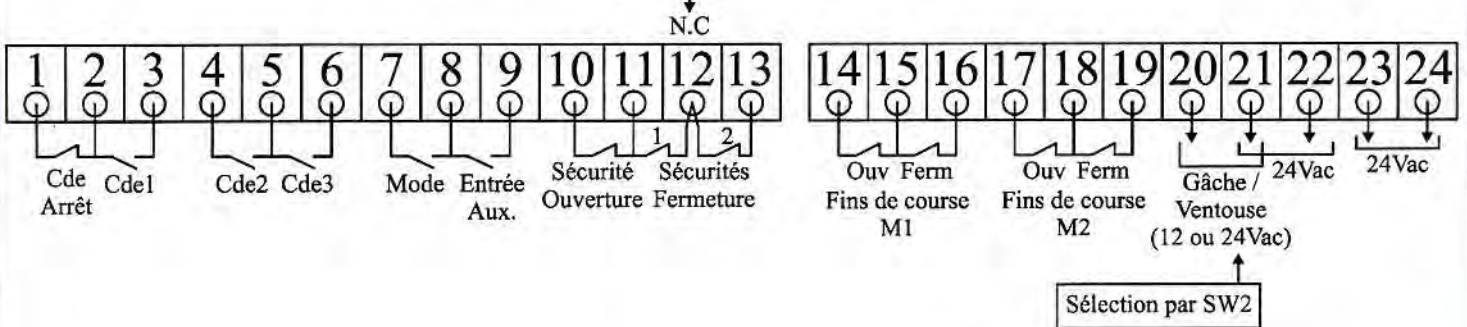 N.C
1 2 3 4 5 6 7 8 9 10 11 12 13 14 15 16 17 18 19 20 21 22 23 24
1 2
Cde Arrêt
Cde1
Cde2 Cde3
Mode
Entrée Aux.
Sécurité Ouverture
Sécurités Fermeture
Ouv Ferm
Fins de course
M1
Ouv Ferm
Fins de course
M2
Gâche /
Ventouse
(12 ou 24Vac)
24Vac
24Vac
Sélection par SW2